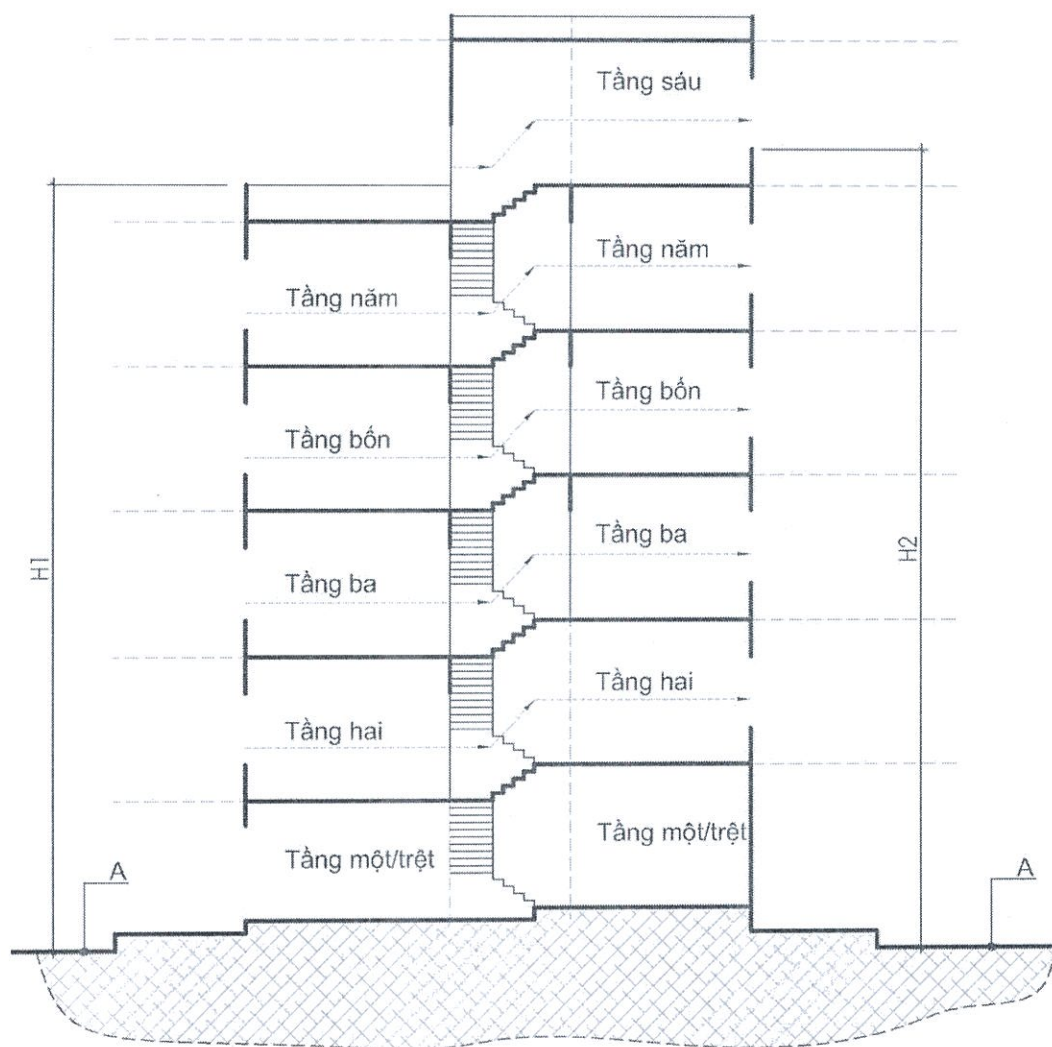 Tầng sáu
Tầng năm
Tầng năm
Tầng bốn
Tầng bốn
H1
H2
Tầng ba
Tầng ba
Tầng hai
Tầng hai
Tầng một/trệt
Tầng một/trệt
A
A